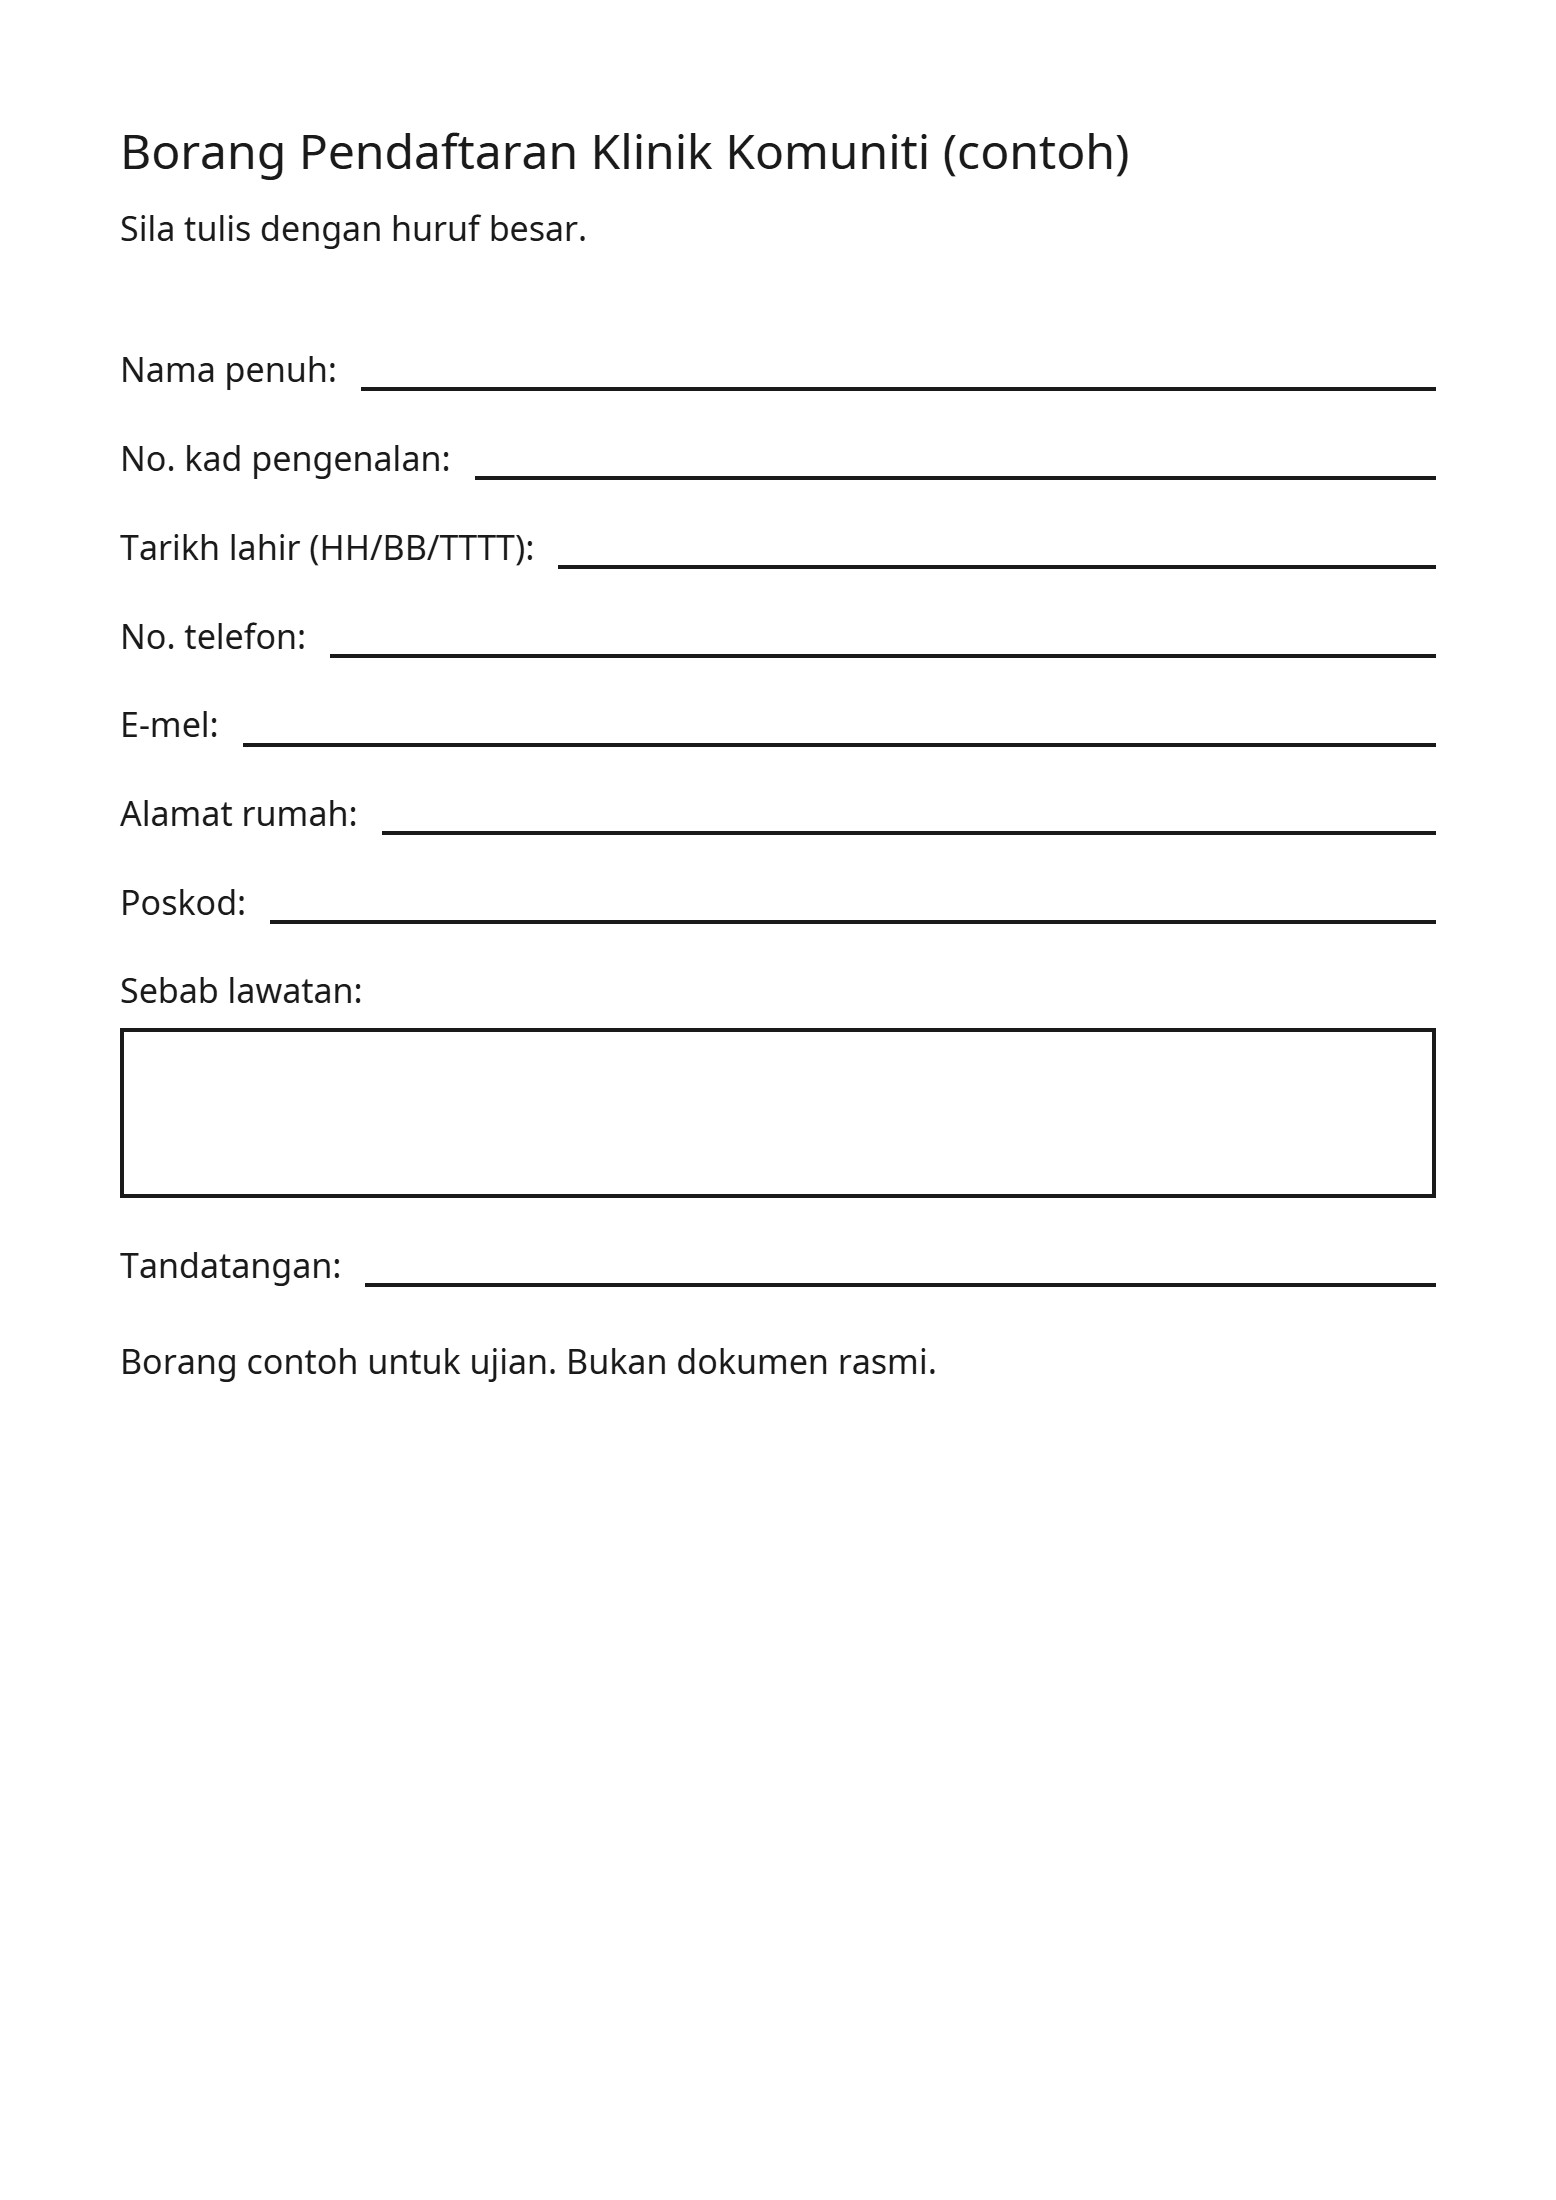 Borang Pendaftaran Klinik Komuniti (contoh)
Sila tulis dengan huruf besar.
Nama penuh:
No. kad pengenalan:
Tarikh lahir (HH/BB/TTTT):
No. telefon:
E-mel:
Alamat rumah:
Poskod:
Sebab lawatan:
Tandatangan:
Borang contoh untuk ujian. Bukan dokumen rasmi.